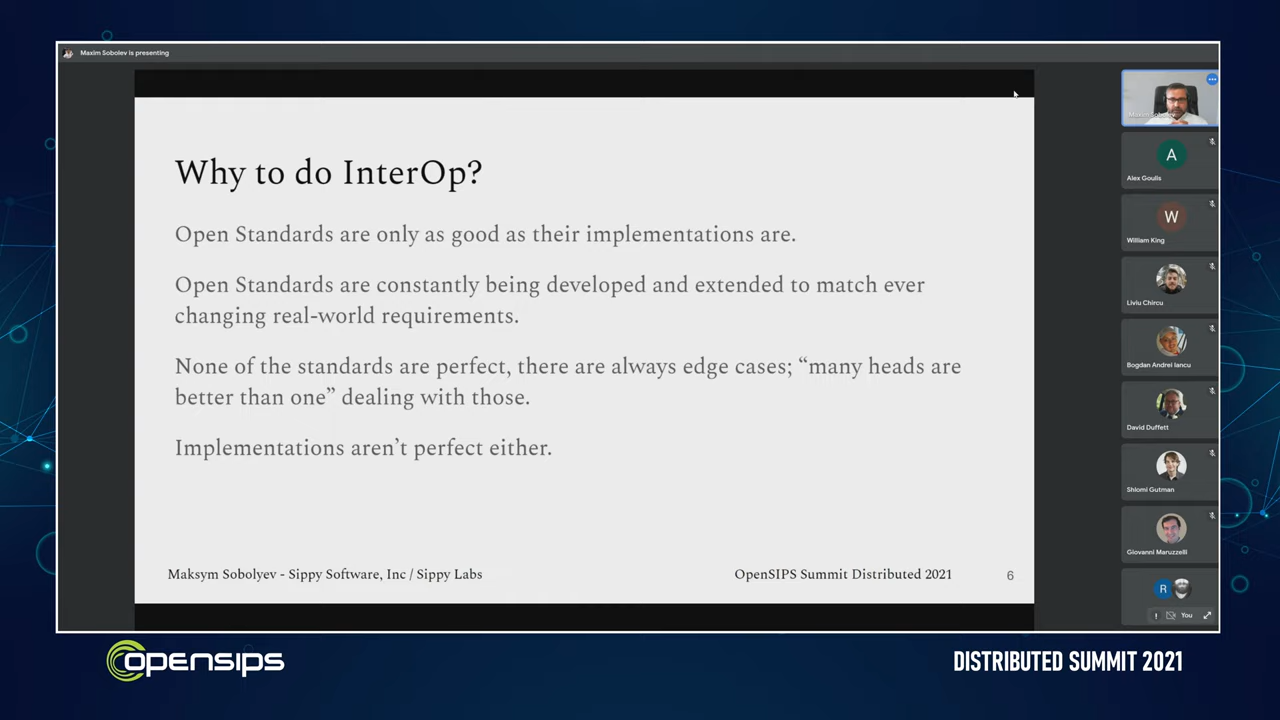 Maxim Sobolev is presenting
Why to do InterOp?
Open Standards are only as good as their implementations are.
Open Standards are constantly being developed and extended to match ever
changing real-world requirements.
None of the standards are perfect, there are always edge cases; “many heads are
better than one” dealing with those.
Implementations aren’t perfect either.
Maksym Sobolyev - Sippy Software, Inc / Sippy Labs
OpenSIPS Summit Distributed 2021
6
Maxim Sobolev
A
Alex Goulis
W
William King
Liviu Chircu
Bogdan Andrei Iancu
David Duffett
Shlomi Gutman
Giovanni Maruzzelli
R
You
opensips
DISTRIBUTED SUMMIT 2021